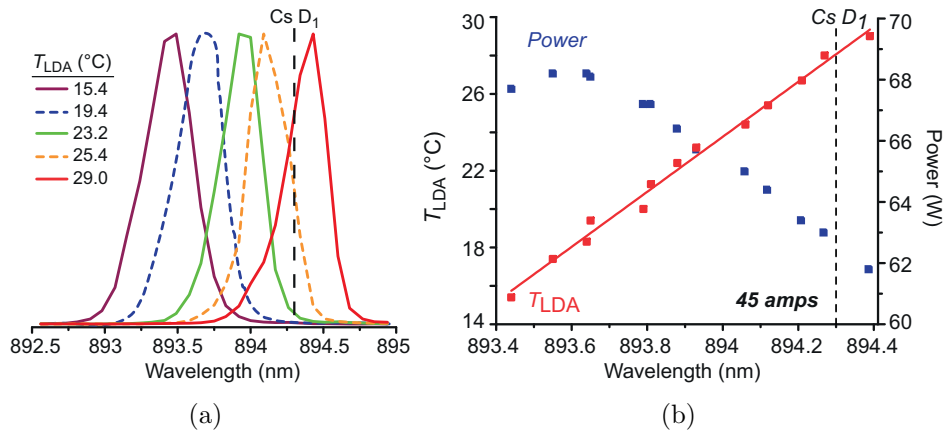 Cs D1
TLDA (°C)
15.4
19.4
23.2
25.4
29.0
892.5 893 893.5 894 894.5 895
Wavelength (nm)
(a)
Cs D1
Power
30
26
22
18
14
TLDA (°C)
70
68
66
64
62
60
Power (W)
TLDA
45 amps
893.4 893.6 893.8 894 894.2 894.4
Wavelength (nm)
(b)